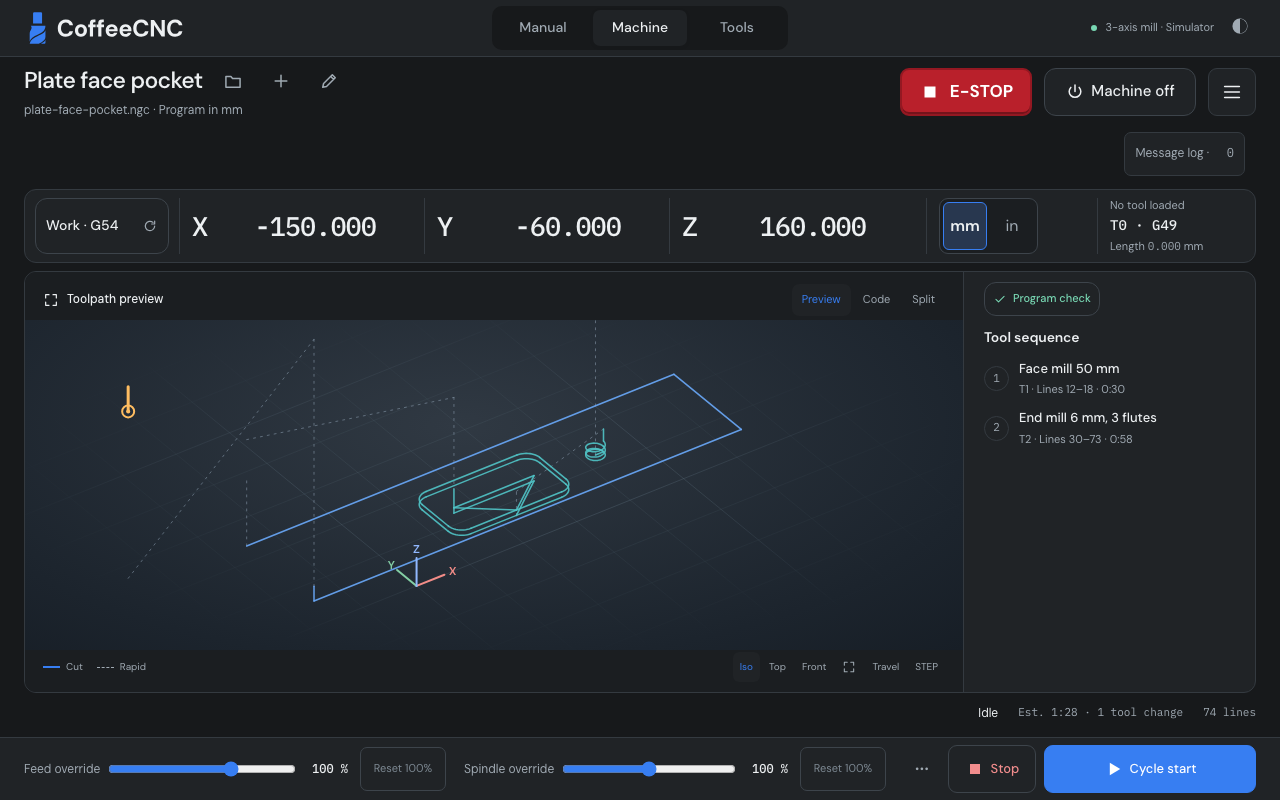 CoffeeCNC
Manual Machine Tools
3-axis mill · Simulator
Plate face pocket
plate-face-pocket.ngc · Program in mm
E-STOP
Machine off
Message log · 0
Work · G54
X -150.000
Y -60.000
Z 160.000
mm in
No tool loaded
T0 · G49
Length 0.000 mm
Toolpath preview
Preview Code Split
Program check
Tool sequence
1 Face mill 50 mm
T1 · Lines 12–18 · 0:30
2 End mill 6 mm, 3 flutes
T2 · Lines 30–73 · 0:58
Z
Y
X
Cut Rapid
Iso Top Front Travel STEP
Idle Est. 1:28 · 1 tool change 74 lines
Feed override 100 % Reset 100%
Spindle override 100 % Reset 100%
Stop
Cycle start